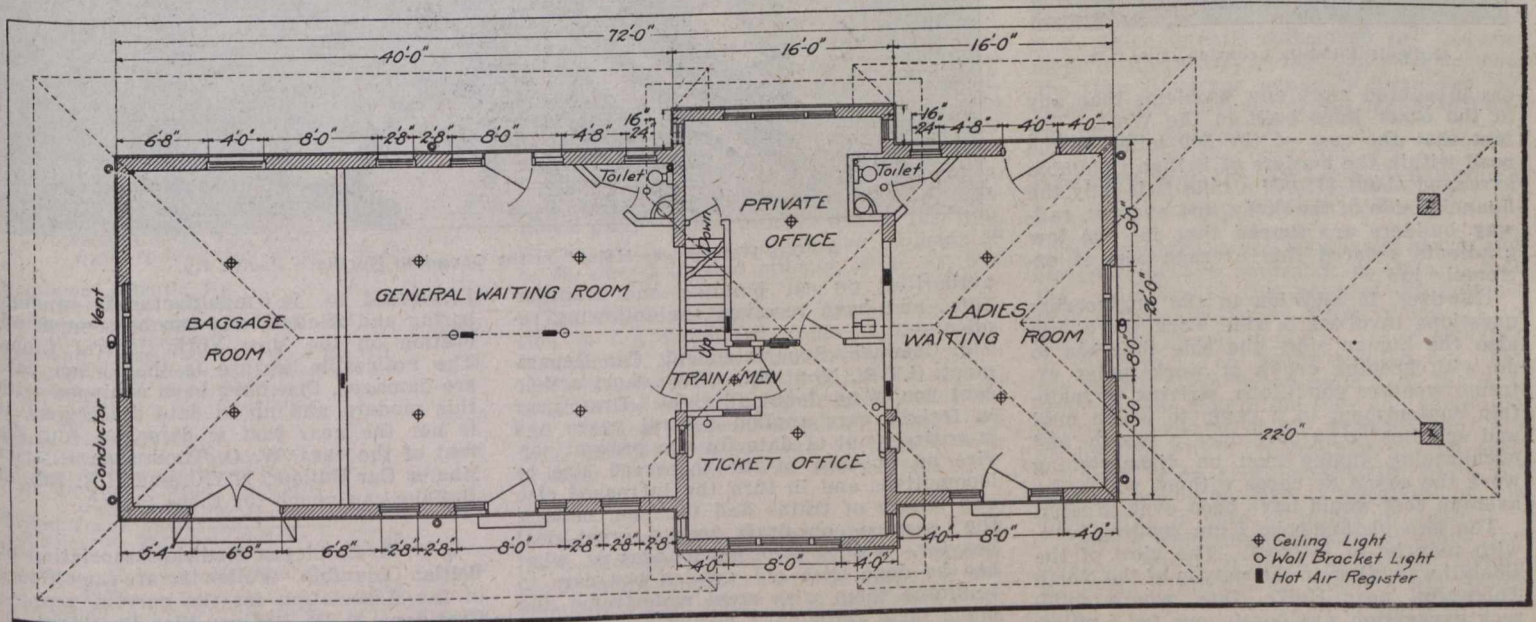 72'-0"
40'-0"
16'-0"
16'-0"
16"
16"
6'-8"
4'-0"
8'-0"
2'-8"
2'-8"
8'-0"
4'-8"
24"
24"
4'-8"
4'-0"
4'-0"
Toilet
Toilet
PRIVATE
OFFICE
Down
9'-0"
Vent
GENERAL WAITING ROOM
BAGGAGE
ROOM
LADIES
WAITING ROOM
26'-0"
8'-0"
Up
TRAIN MEN
9'-0"
Conductor
22'-0"
TICKET OFFICE
6'-4
6'-8"
6'-8"
2'-8"
2'-8"
8'-0"
2'-8"
2'-8"
2'-8"
4'-0"
8'-0"
4'-0"
4'-0
8'-0"
4'-0"
Ceiling Light
Wall Bracket Light
Hot Air Register